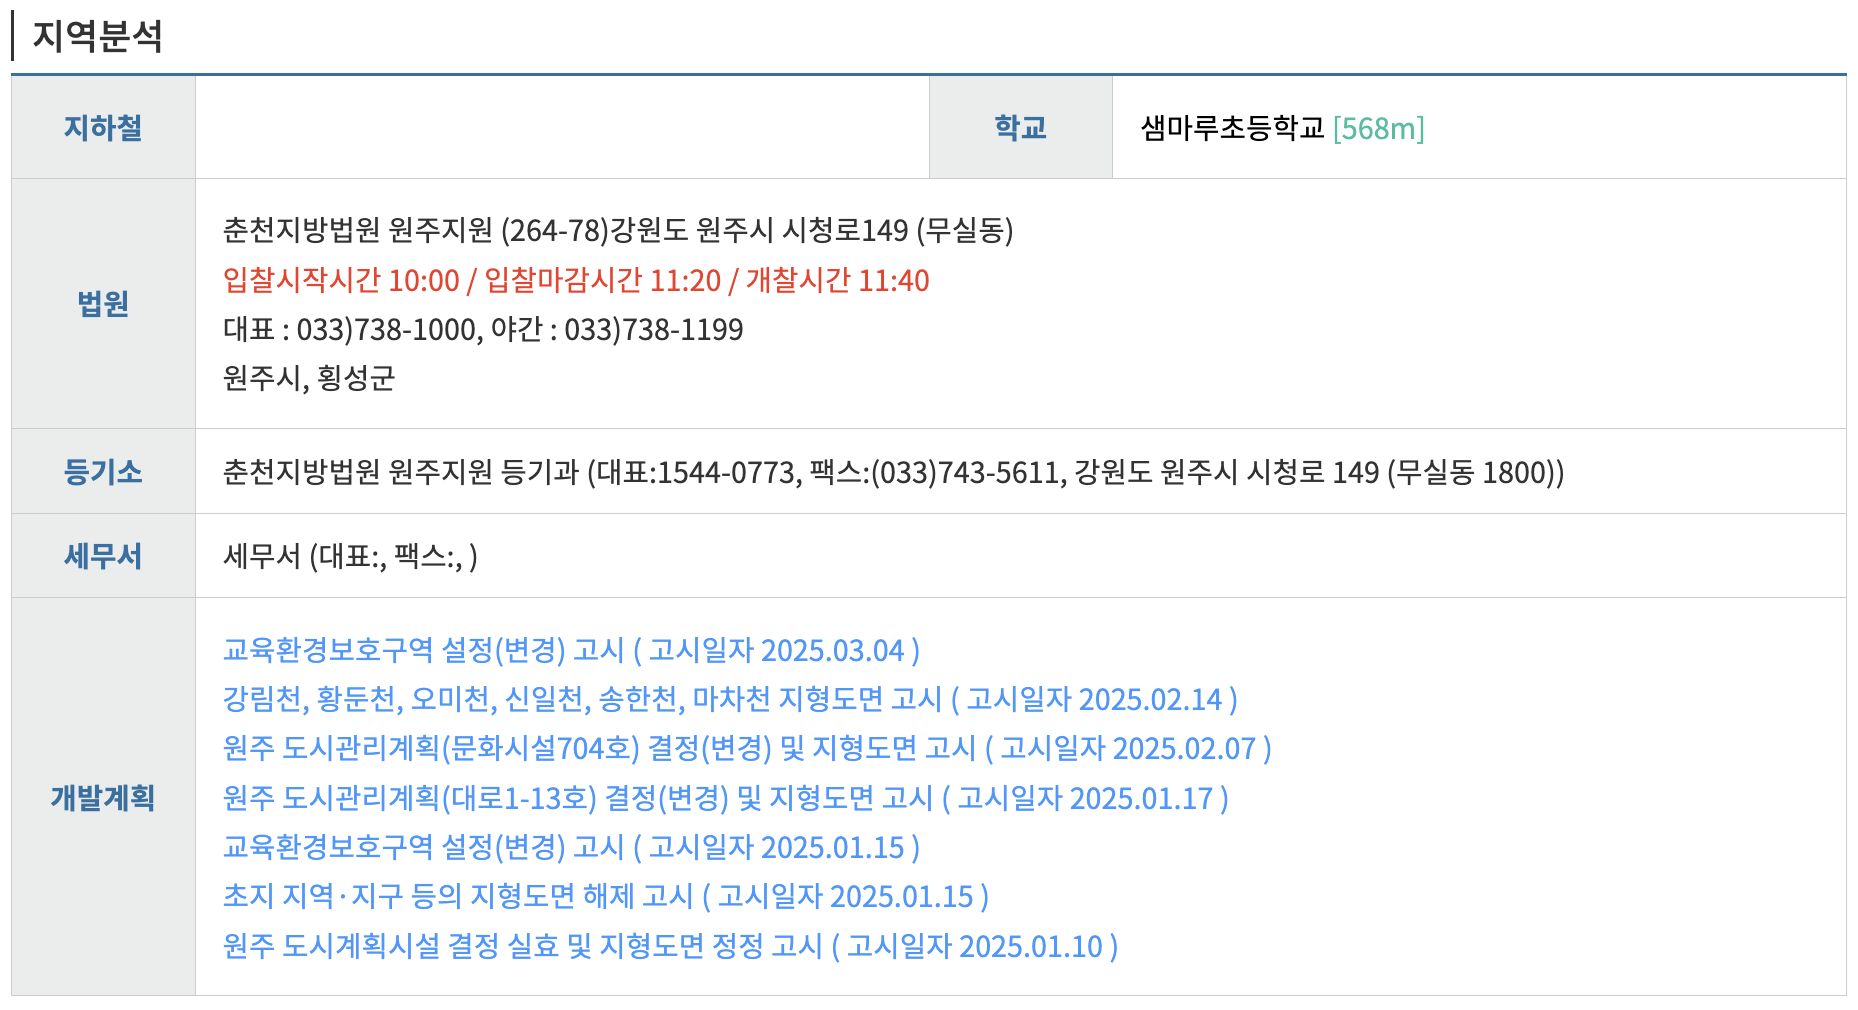 지역분석
지하철
학교
샘마루초등학교 [568m]
법원
춘천지방법원 원주지원 (264-78)강원도 원주시 시청로149 (무실동)
입찰시작시간 10:00 / 입찰마감시간 11:20 / 개찰시간 11:40
대표 : 033)738-1000, 야간 : 033)738-1199
원주시, 횡성군
등기소
춘천지방법원 원주지원 등기과 (대표:1544-0773, 팩스:(033)743-5611, 강원도 원주시 시청로 149 (무실동 1800))
세무서
세무서 (대표:, 팩스:, )
개발계획
교육환경보호구역 설정(변경) 고시 ( 고시일자 2025.03.04 )
강림천, 황둔천, 오미천, 신일천, 송한천, 마차천 지형도면 고시 ( 고시일자 2025.02.14 )
원주 도시관리계획(문화시설704호) 결정(변경) 및 지형도면 고시 ( 고시일자 2025.02.07 )
원주 도시관리계획(대로1-13호) 결정(변경) 및 지형도면 고시 ( 고시일자 2025.01.17 )
교육환경보호구역 설정(변경) 고시 ( 고시일자 2025.01.15 )
초지 지역·지구 등의 지형도면 해제 고시 ( 고시일자 2025.01.15 )
원주 도시계획시설 결정 실효 및 지형도면 정정 고시 ( 고시일자 2025.01.10 )